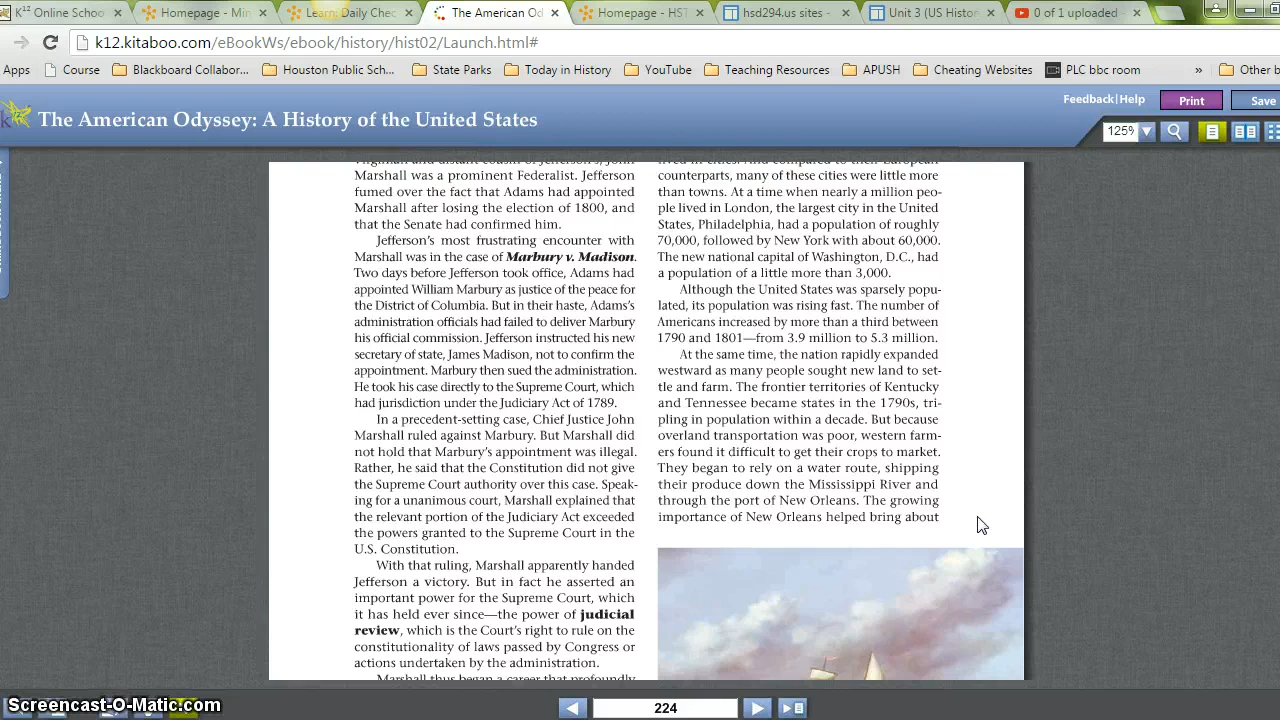 K¹² Online Schoo
Homepage - Min
Learn: Daily Chec
The American Od
Homepage - HST
hsd294.us sites -
Unit 3 (US Histor
0 of 1 uploaded -
k12.kitaboo.com/eBookWs/ebook/history/hist02/Launch.html#
Apps Course Blackboard Collabor... Houston Public Sch... State Parks Today in History YouTube Teaching Resources APUSH Cheating Websites PLC bbc room » Other b
Feedback|Help Print Save
The American Odyssey: A History of the United States
125%
Virginian and distant cousin of Jefferson's, John
Marshall was a prominent Federalist. Jefferson
fumed over the fact that Adams had appointed
Marshall after losing the election of 1800, and
that the Senate had confirmed him.
Jefferson's most frustrating encounter with
Marshall was in the case of Marbury v. Madison.
Two days before Jefferson took office, Adams had
appointed William Marbury as justice of the peace for
the District of Columbia. But in their haste, Adams's
administration officials had failed to deliver Marbury
his official commission. Jefferson instructed his new
secretary of state, James Madison, not to confirm the
appointment. Marbury then sued the administration.
He took his case directly to the Supreme Court, which
had jurisdiction under the Judiciary Act of 1789.
In a precedent-setting case, Chief Justice John
Marshall ruled against Marbury. But Marshall did
not hold that Marbury's appointment was illegal.
Rather, he said that the Constitution did not give
the Supreme Court authority over this case. Speak-
ing for a unanimous court, Marshall explained that
the relevant portion of the Judiciary Act exceeded
the powers granted to the Supreme Court in the
U.S. Constitution.
With that ruling, Marshall apparently handed
Jefferson a victory. But in fact he asserted an
important power for the Supreme Court, which
it has held ever since—the power of judicial
review, which is the Court's right to rule on the
constitutionality of laws passed by Congress or
actions undertaken by the administration.
Marshall thus began a career that profoundly
lived in cities. And compared to their European
counterparts, many of these cities were little more
than towns. At a time when nearly a million peo-
ple lived in London, the largest city in the United
States, Philadelphia, had a population of roughly
70,000, followed by New York with about 60,000.
The new national capital of Washington, D.C., had
a population of a little more than 3,000.
Although the United States was sparsely popu-
lated, its population was rising fast. The number of
Americans increased by more than a third between
1790 and 1801—from 3.9 million to 5.3 million.
At the same time, the nation rapidly expanded
westward as many people sought new land to set-
tle and farm. The frontier territories of Kentucky
and Tennessee became states in the 1790s, tri-
pling in population within a decade. But because
overland transportation was poor, western farm-
ers found it difficult to get their crops to market.
They began to rely on a water route, shipping
their produce down the Mississippi River and
through the port of New Orleans. The growing
importance of New Orleans helped bring about
224
Screencast-O-Matic.com